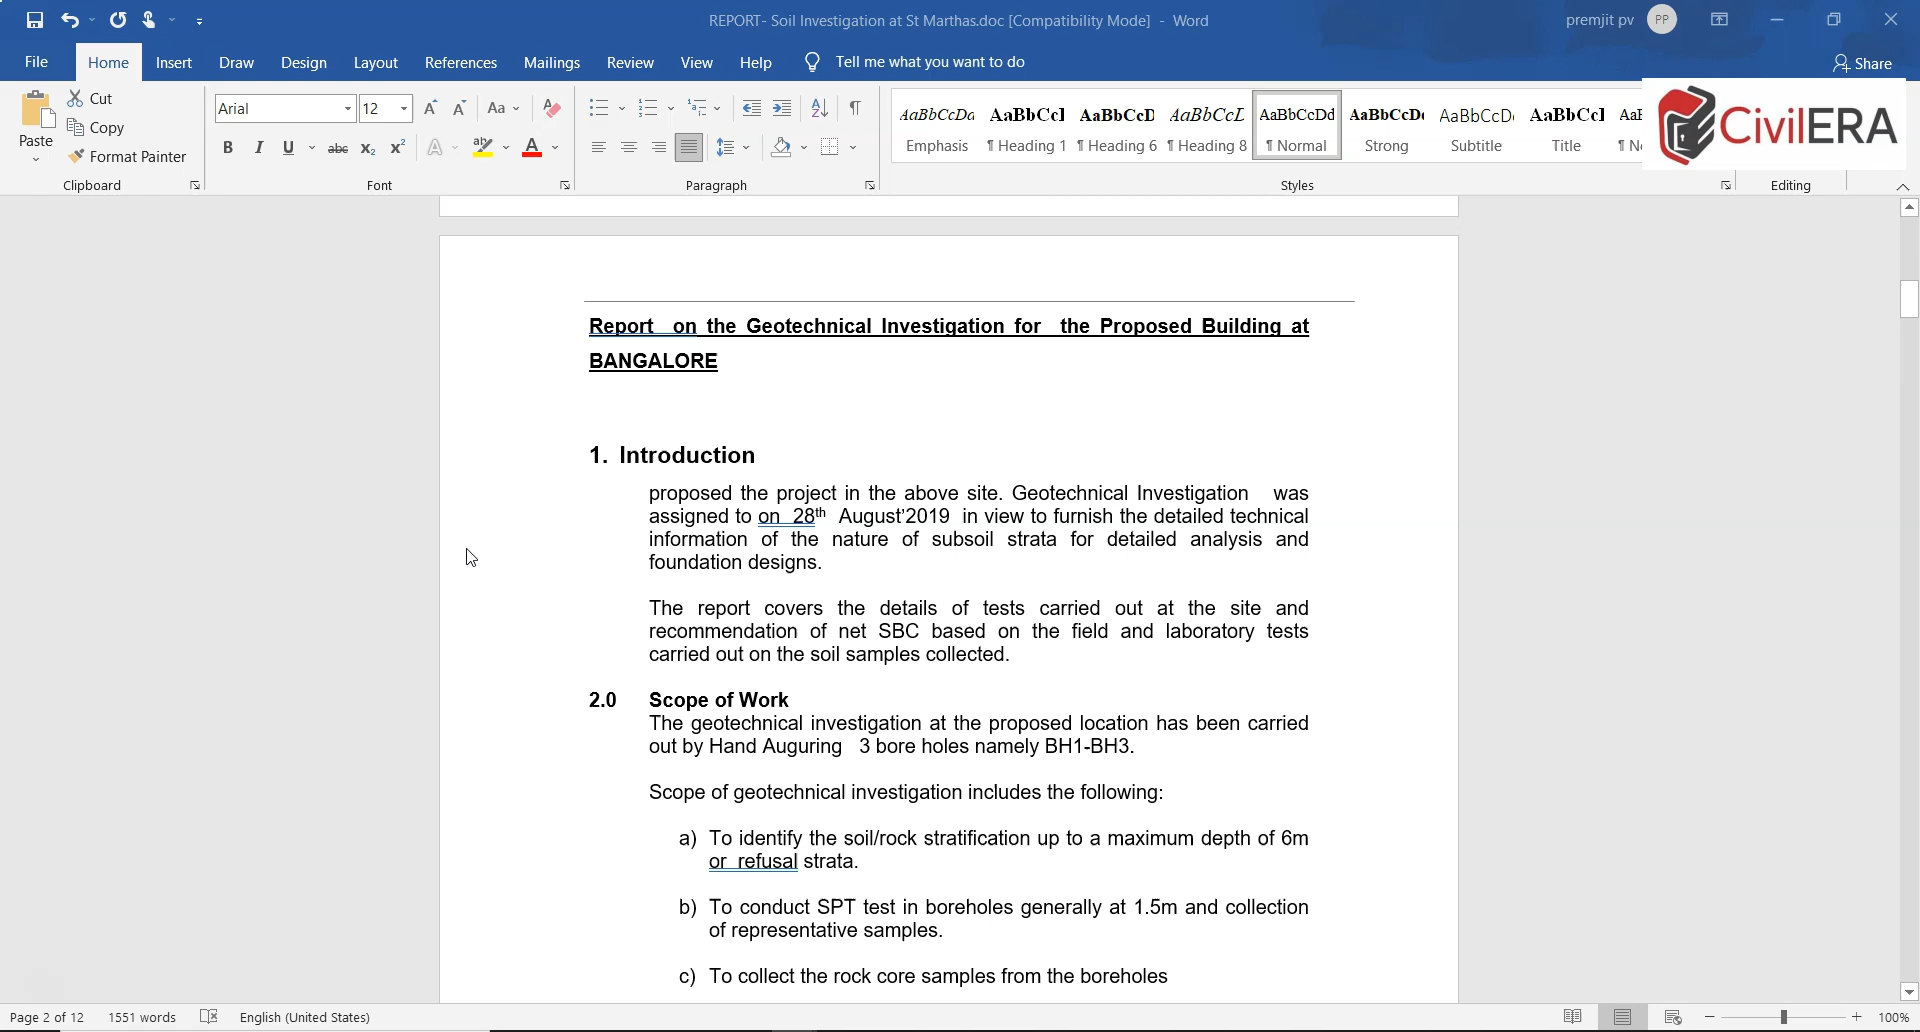 REPORT- Soil Investigation at St Marthas.doc [Compatibility Mode] - Word
premjit pv PP
File Home Insert Draw Design Layout References Mailings Review View Help Tell me what you want to do Share
Paste
Cut
Copy
Format Painter
Clipboard
Arial 12
Font
Paragraph
AaBbCcDd AaBbCcI AaBbCcD AaBbCcL AaBbCcDd AaBbCcDc AaBbCcDc AaBbCcI
Emphasis ¶ Heading 1 ¶ Heading 6 ¶ Heading 8 ¶ Normal Strong Subtitle Title
Styles
Editing
CivilERA
Report on the Geotechnical Investigation for the Proposed Building at
BANGALORE
1. Introduction
proposed the project in the above site. Geotechnical Investigation was
assigned to on 28th August'2019 in view to furnish the detailed technical
information of the nature of subsoil strata for detailed analysis and
foundation designs.
The report covers the details of tests carried out at the site and
recommendation of net SBC based on the field and laboratory tests
carried out on the soil samples collected.
2.0 Scope of Work
The geotechnical investigation at the proposed location has been carried
out by Hand Auguring 3 bore holes namely BH1-BH3.
Scope of geotechnical investigation includes the following:
a) To identify the soil/rock stratification up to a maximum depth of 6m
or refusal strata.
b) To conduct SPT test in boreholes generally at 1.5m and collection
of representative samples.
c) To collect the rock core samples from the boreholes
Page 2 of 12 1551 words English (United States) 100%